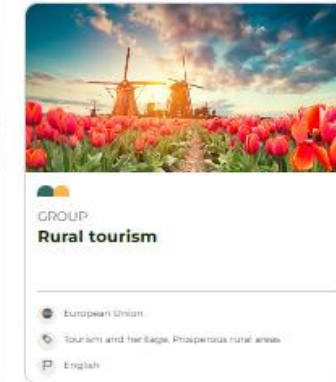 GROUP
Rural tourism
European Union
Tourism and heritage, Prosperous rural areas
English